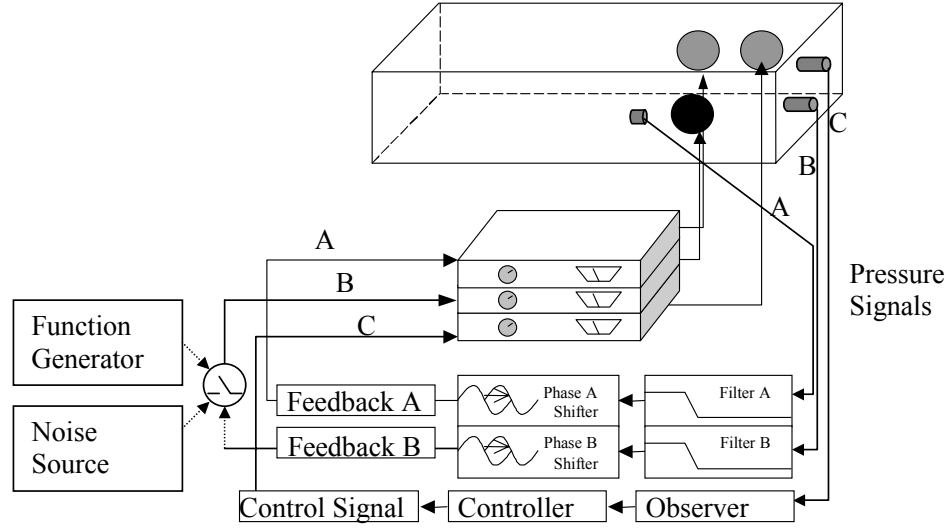 C
B
A
A
B
C
Pressure
Signals
Function
Generator
Noise
Source
Feedback A
Phase A
Shifter
Filter A
Feedback B
Phase B
Shifter
Filter B
Control Signal
Controller
Observer